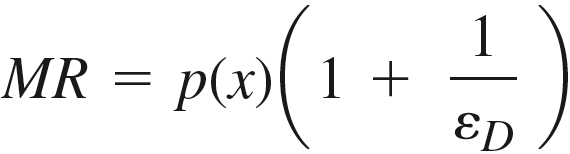 MR = p(x)(1 + 1/ε_D)